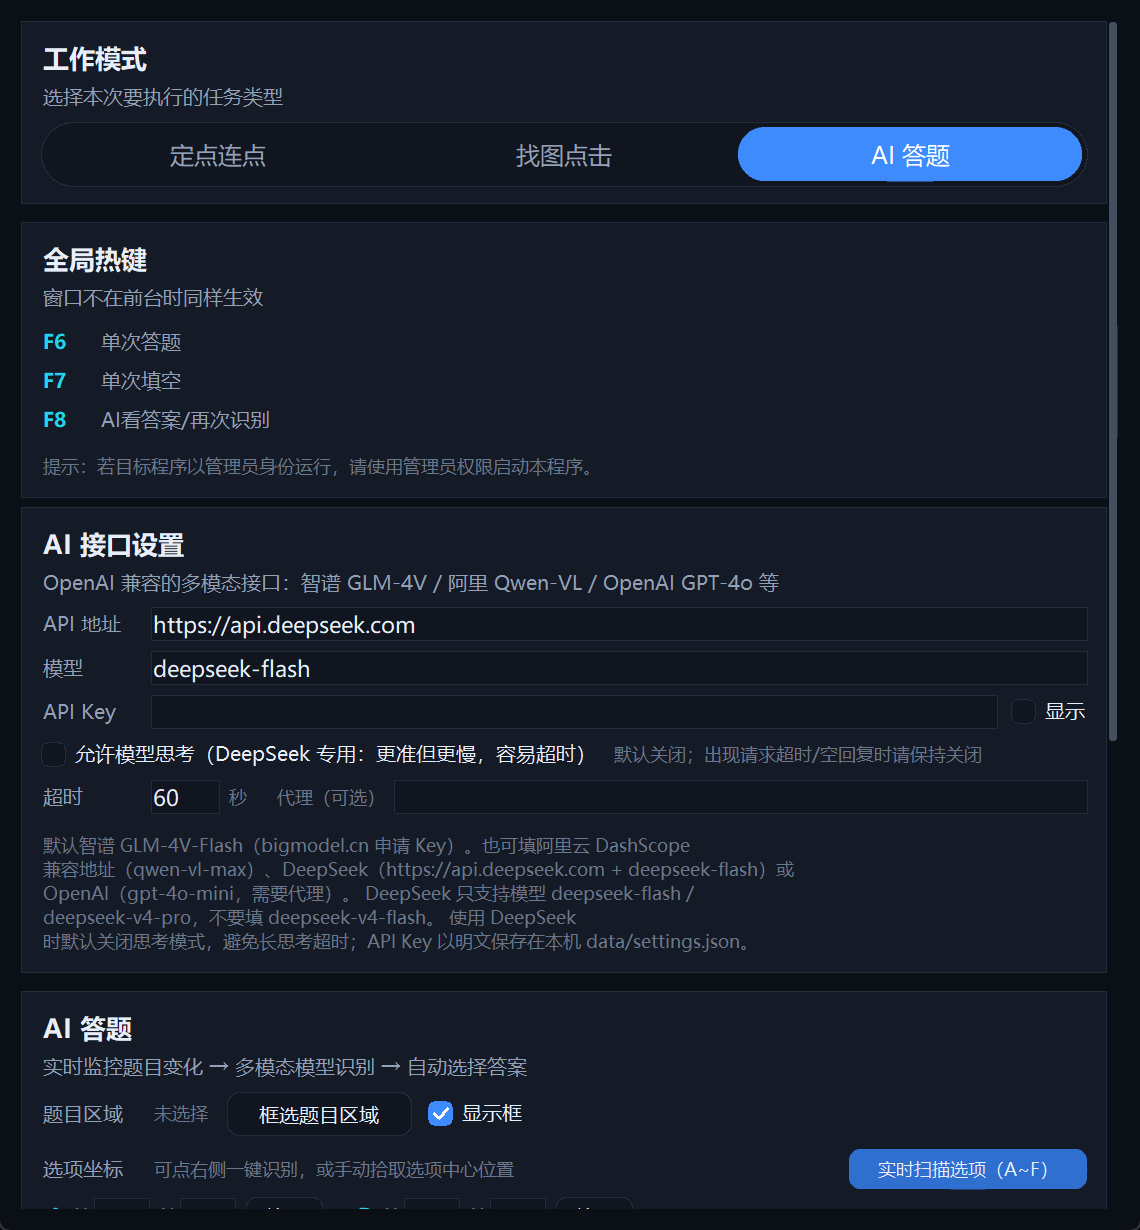 工作模式
选择本次要执行的任务类型
定点连点 找图点击 AI 答题
全局热键
窗口不在前台时同样生效
F6 单次答题
F7 单次填空
F8 AI看答案/再次识别
提示：若目标程序以管理员身份运行，请使用管理员权限启动本程序。
AI 接口设置
OpenAI 兼容的多模态接口：智谱 GLM-4V / 阿里 Qwen-VL / OpenAI GPT-4o 等
API 地址 https://api.deepseek.com
模型 deepseek-flash
API Key 显示
允许模型思考（DeepSeek 专用：更准但更慢，容易超时） 默认关闭；出现请求超时/空回复时请保持关闭
超时 60 秒 代理（可选）
默认智谱 GLM-4V-Flash（bigmodel.cn 申请 Key）。也可填阿里云 DashScope
兼容地址（qwen-vl-max）、DeepSeek（https://api.deepseek.com + deepseek-flash）或
OpenAI（gpt-4o-mini，需要代理）。 DeepSeek 只支持模型 deepseek-flash /
deepseek-v4-pro，不要填 deepseek-v4-flash。 使用 DeepSeek
时默认关闭思考模式，避免长思考超时；API Key 以明文保存在本机 data/settings.json。
AI 答题
实时监控题目变化 → 多模态模型识别 → 自动选择答案
题目区域 未选择 框选题目区域 显示框
选项坐标 可点右侧一键识别，或手动拾取选项中心位置 实时扫描选项（A~F）